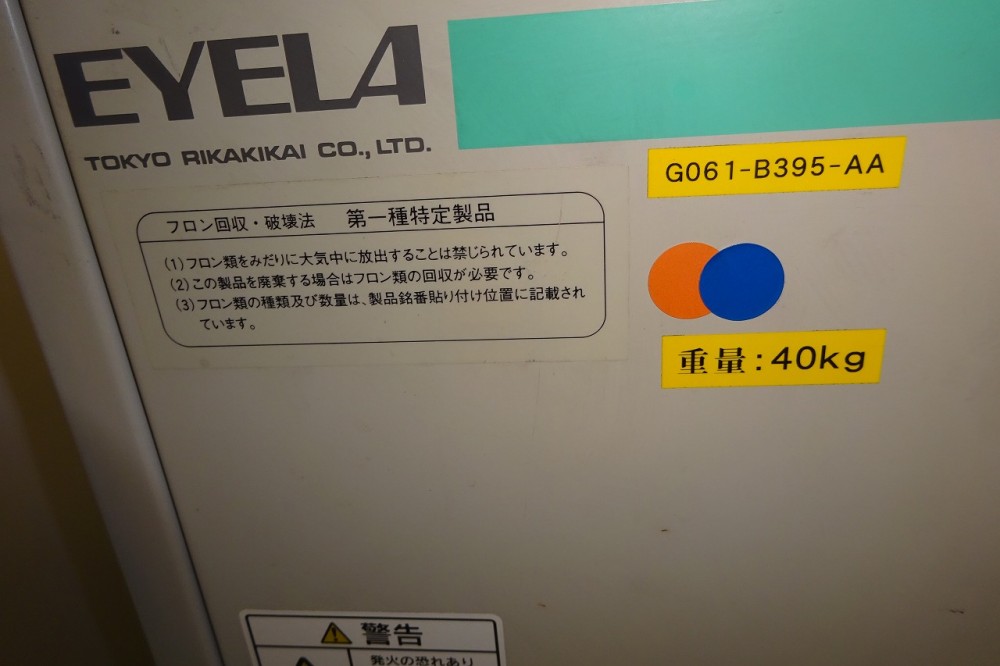 EYELA
TOKYO RIKAKIKAI CO., LTD.
G061-B395-AA
フロン回収・破壊法 第一種特定製品
(1)フロン類をみだりに大気中に放出することは禁じられています。
(2)この製品を廃棄する場合はフロン類の回収が必要です。
(3)フロン類の種類及び数量は、製品銘番貼り付け位置に記載され
ています。
重量:40kg
警告
発火の恐れあり